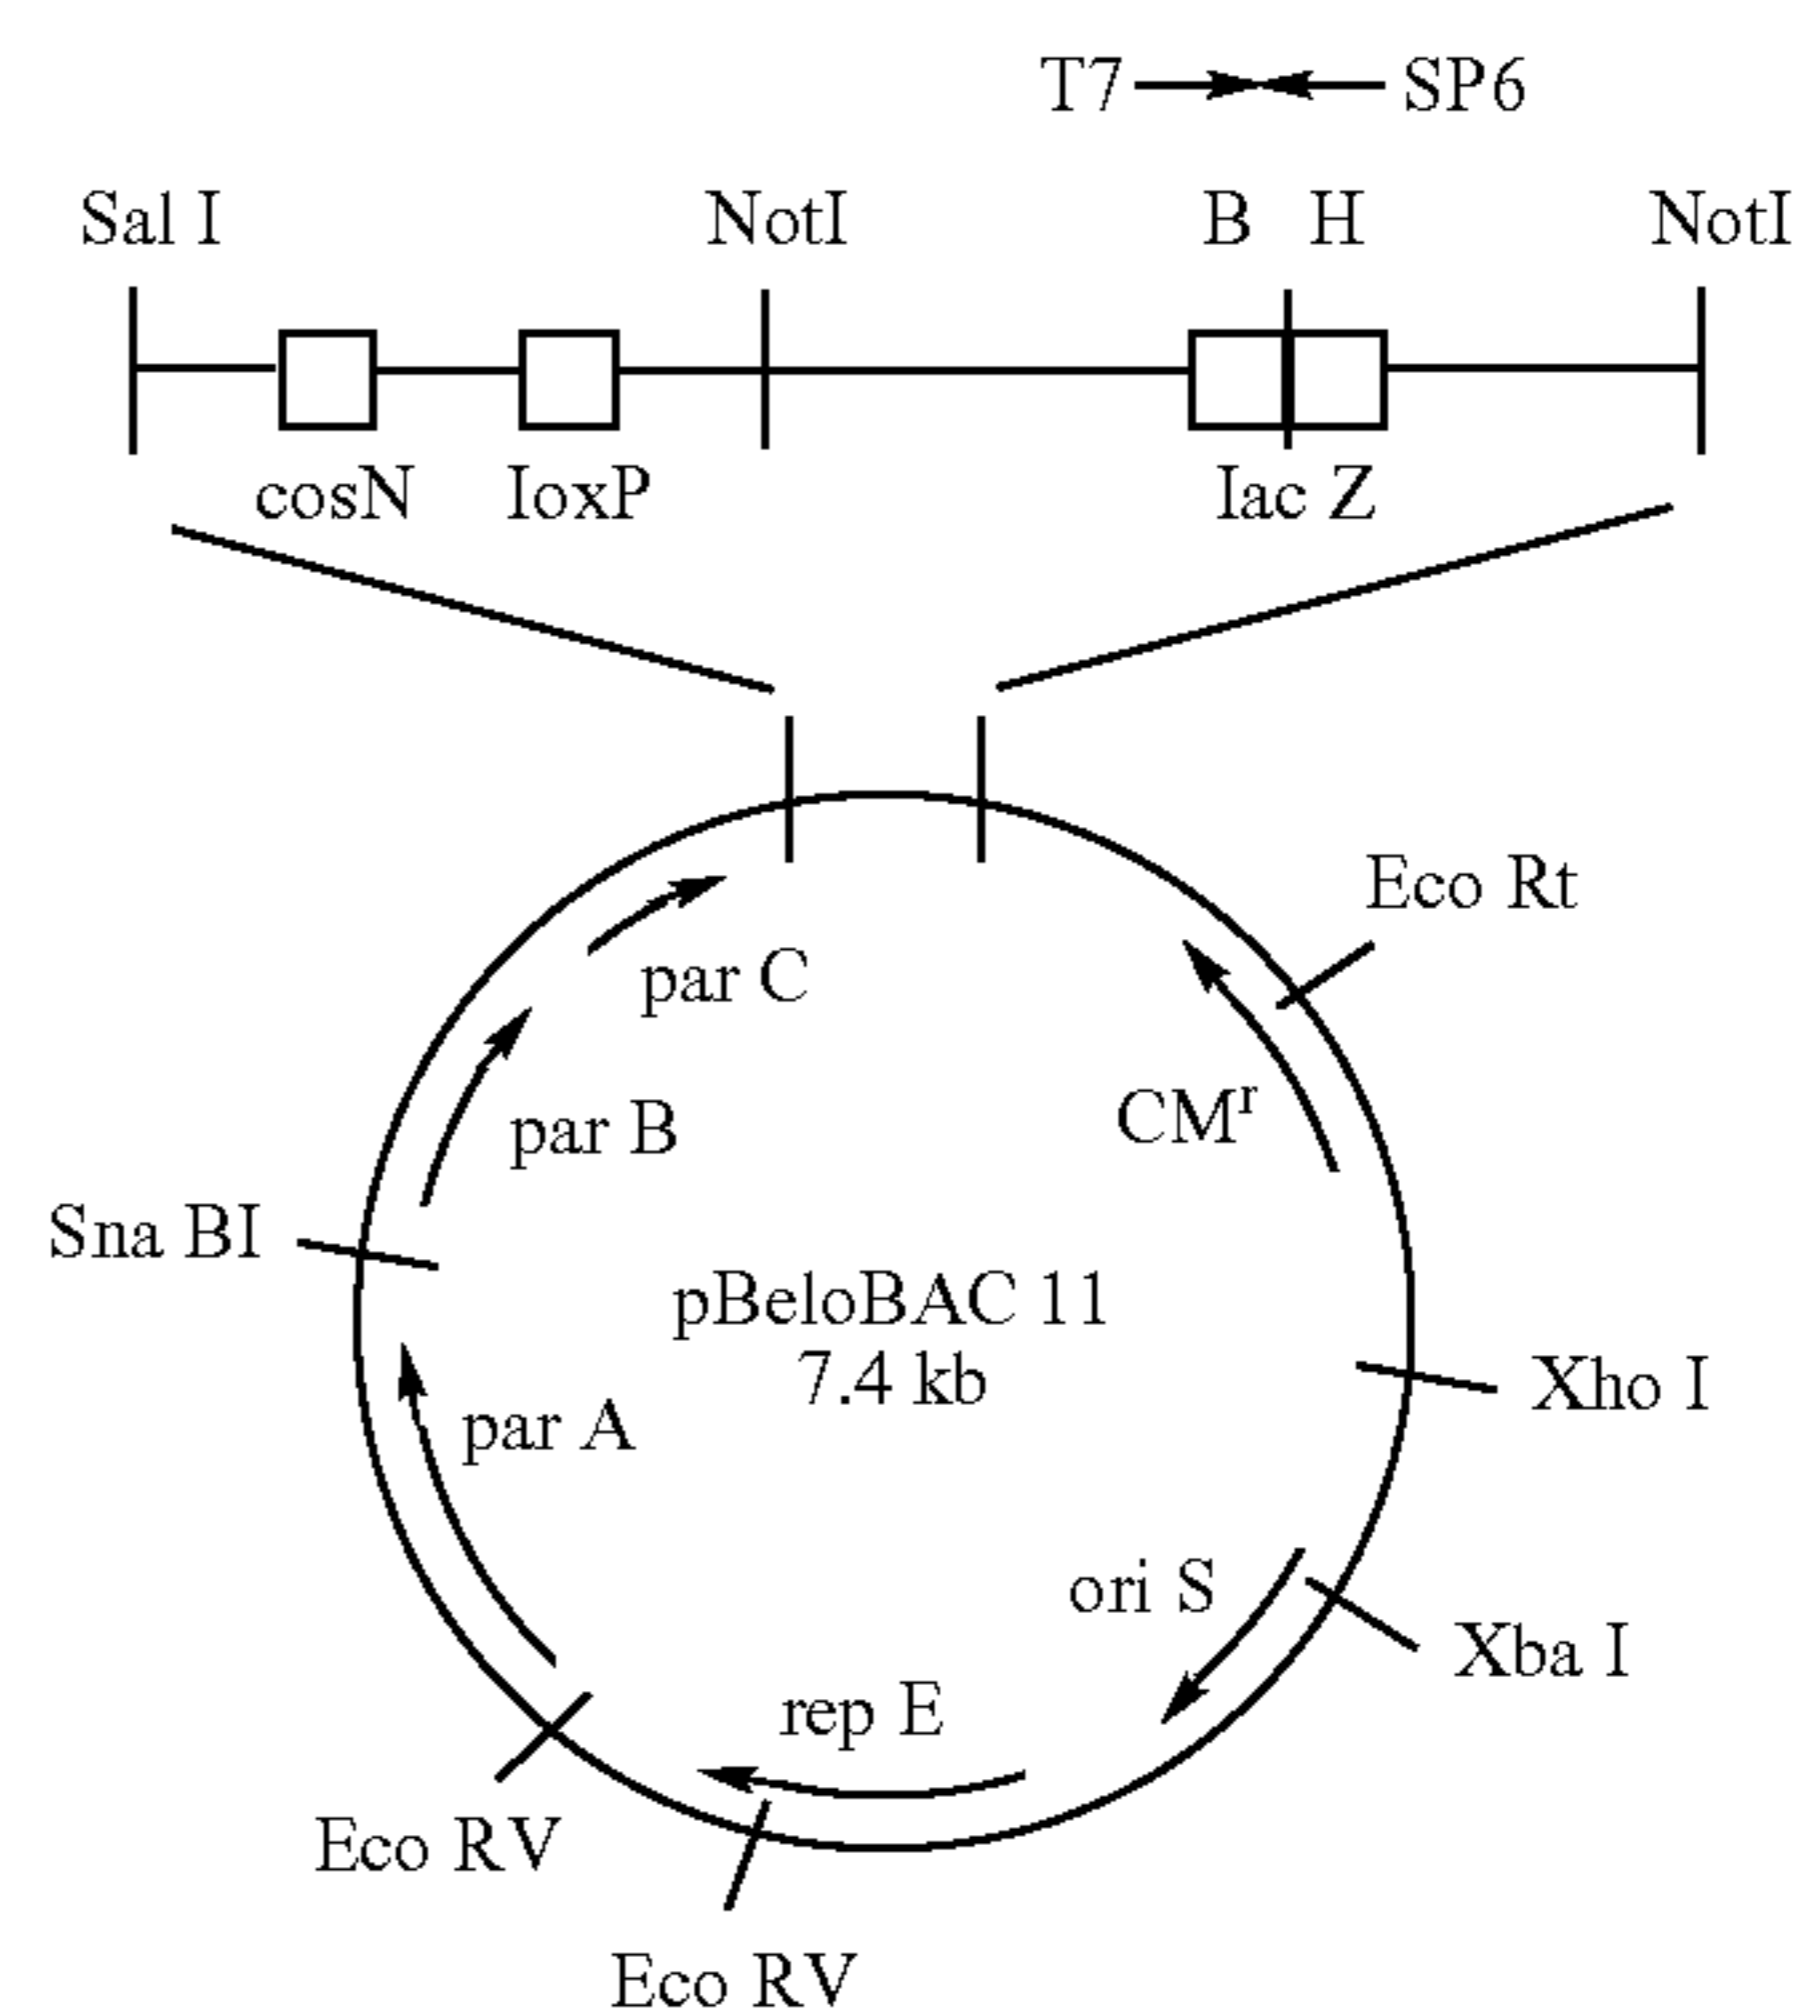 T7 SP6
Sal I NotI B H NotI
cosN IoxP Iac Z
Eco Rt
par C
CMʳ
par B
Sna BI
pBeloBAC 11
7.4 kb
Xho I
par A
ori S
Xba I
rep E
Eco RV
Eco RV